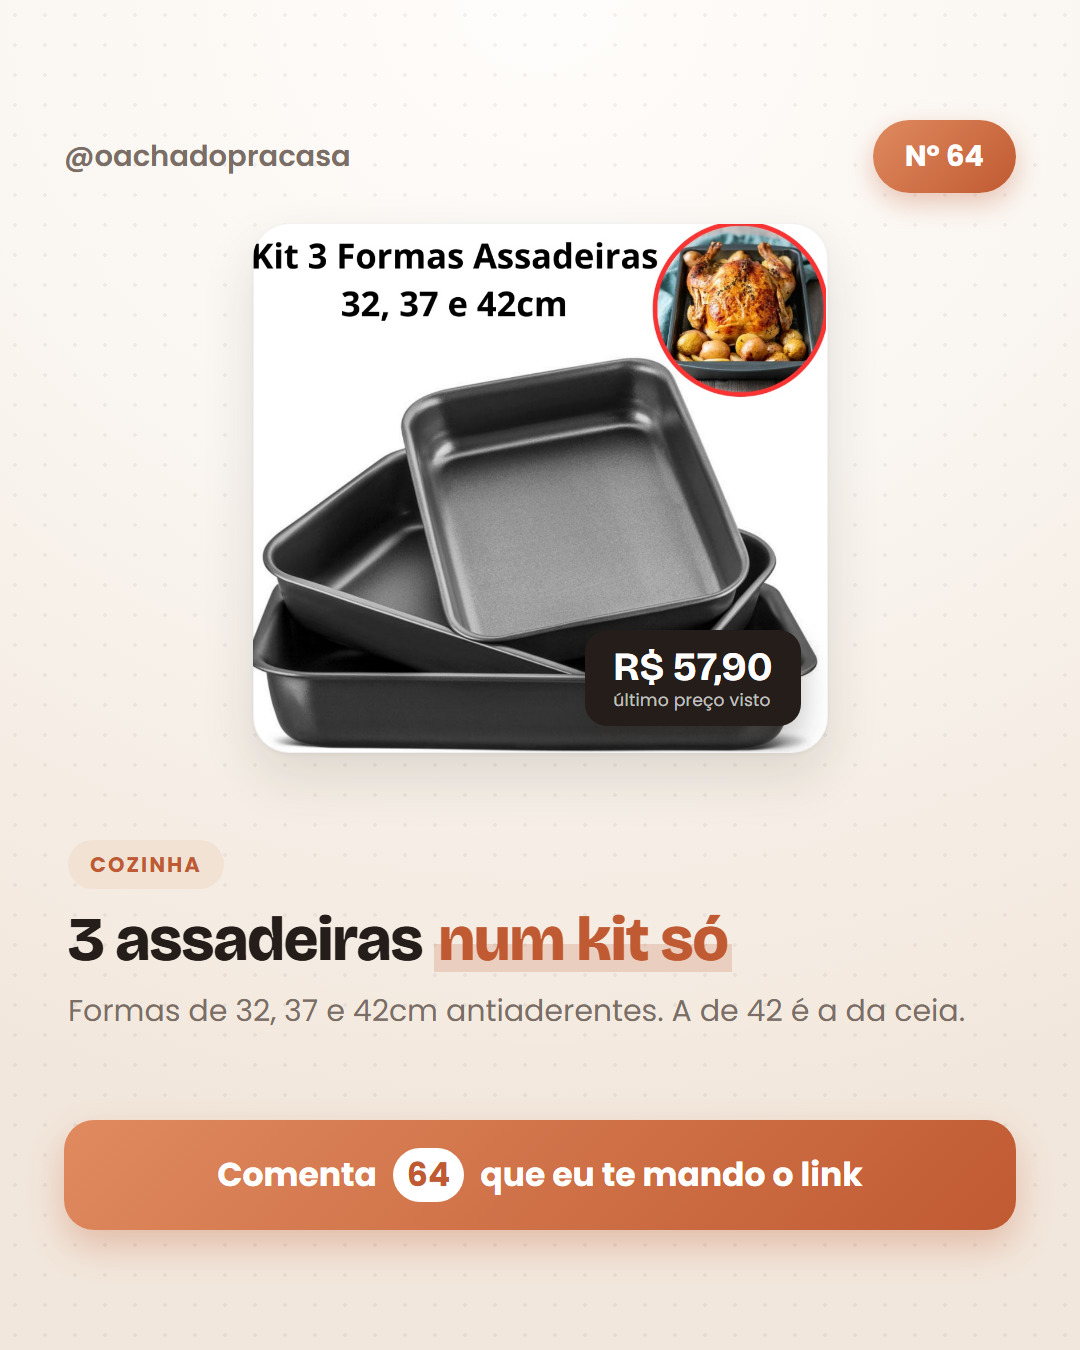 @oachadopracasa
Nº 64
Kit 3 Formas Assadeiras
32, 37 e 42cm
R$ 57,90
último preço visto
COZINHA
3 assadeiras num kit só
Formas de 32, 37 e 42cm antiaderentes. A de 42 é a da ceia.
Comenta 64 que eu te mando o link